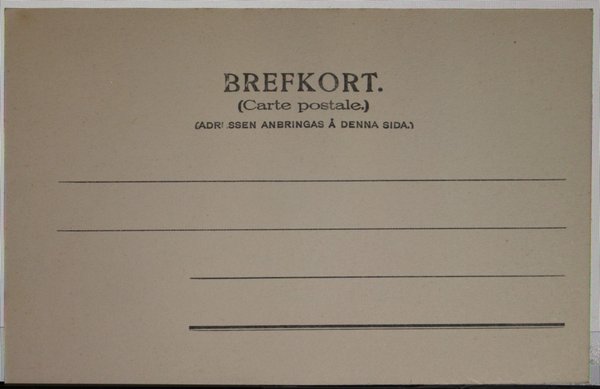 BREFKORT.
(Carte postale.)
(ADRESSEN ANBRINGAS Å DENNA SIDA.)